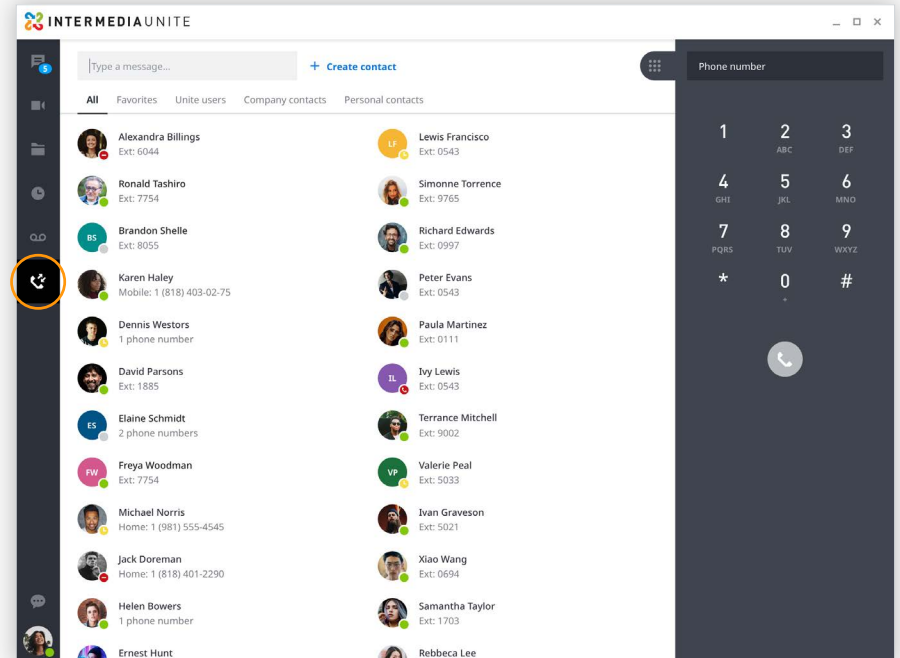 INTERMEDIAUNITE
5
Type a message...
+ Create contact
Phone number
All Favorites Unite users Company contacts Personal contacts
Alexandra Billings
Ext: 6044
LF
Lewis Francisco
Ext: 0543
Ronald Tashiro
Ext: 7754
Simonne Torrence
Ext: 9765
BS
Brandon Shelle
Ext: 8055
Richard Edwards
Ext: 0997
Karen Haley
Mobile: 1 (818) 403-02-75
Peter Evans
Ext: 0543
Dennis Westors
1 phone number
Paula Martinez
Ext: 0111
David Parsons
Ext: 1885
IL
Ivy Lewis
Ext: 0543
ES
Elaine Schmidt
2 phone numbers
Terrance Mitchell
Ext: 9002
FW
Freya Woodman
Ext: 7754
VP
Valerie Peal
Ext: 5033
Michael Norris
Home: 1 (981) 555-4545
Ivan Graveson
Ext: 5021
Jack Doreman
Home: 1 (818) 401-2290
Xiao Wang
Ext: 0694
Helen Bowers
1 phone number
Samantha Taylor
Ext: 1703
Ernest Hunt
Rebbeca Lee
1 2 3
ABC DEF
4 5 6
GHI JKL MNO
7 8 9
PQRS TUV WXYZ
* 0 #
+